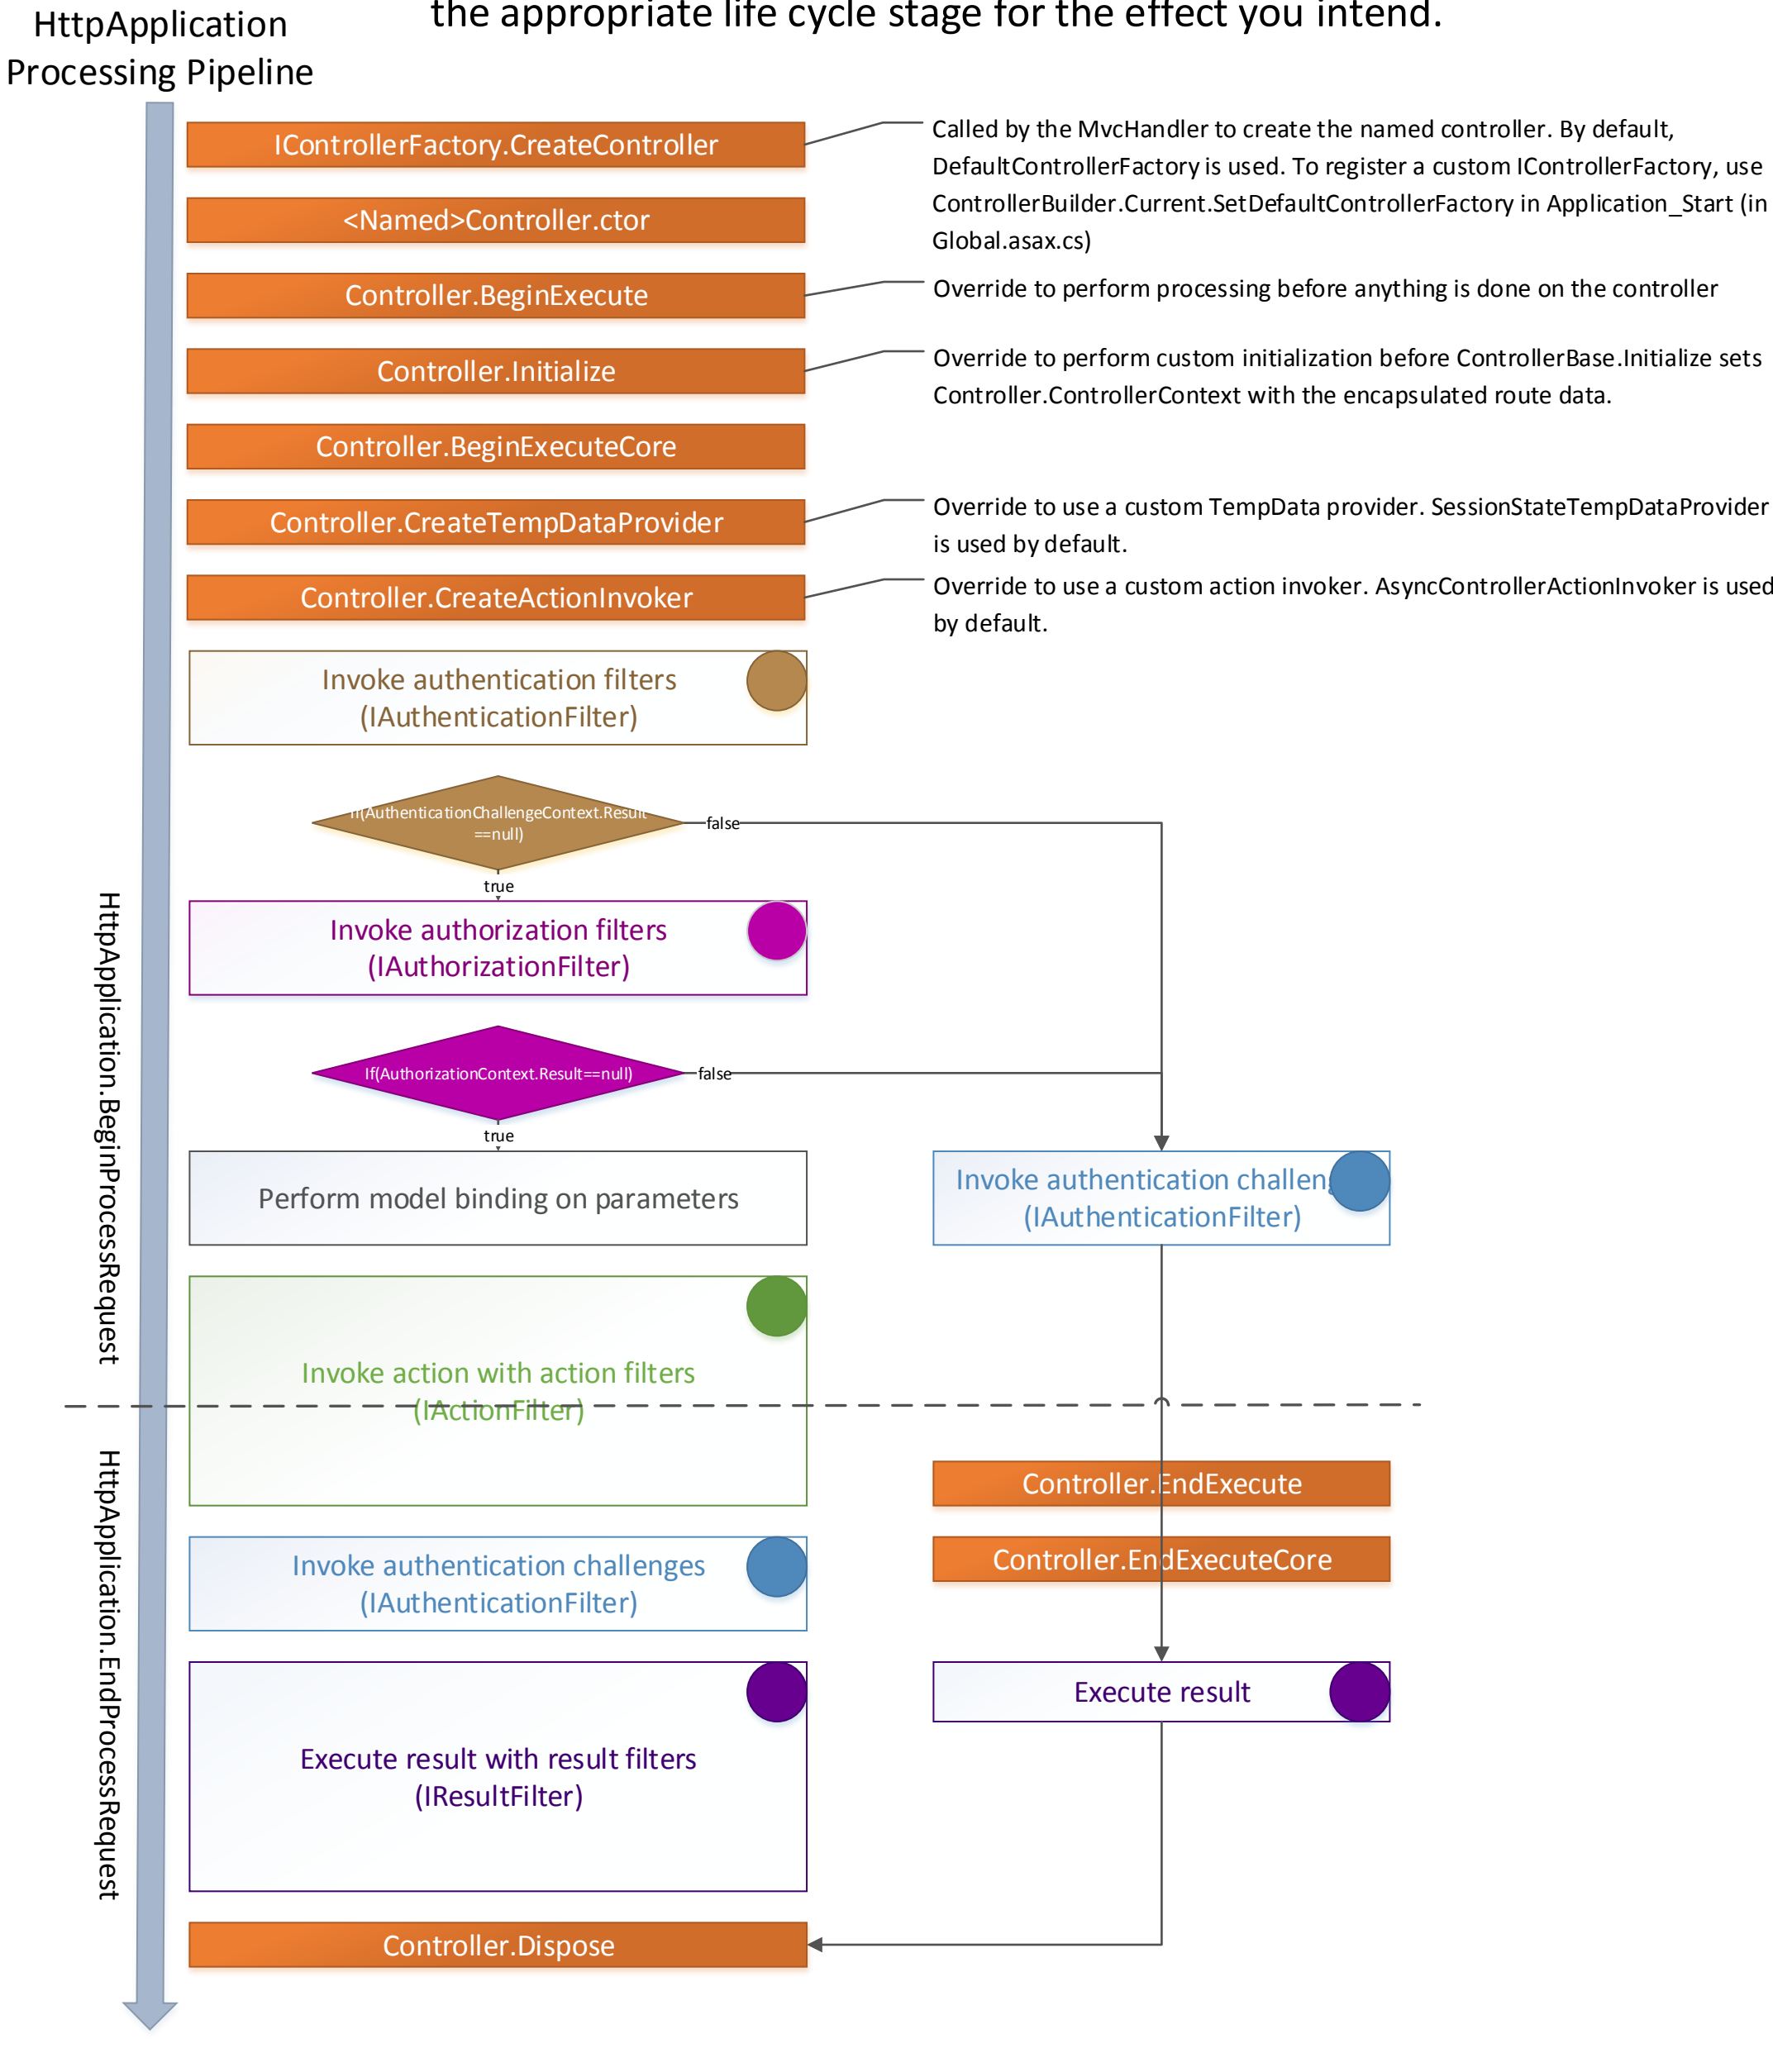 the appropriate life cycle stage for the effect you intend.
HttpApplication
Processing Pipeline
IControllerFactory.CreateController
Called by the MvcHandler to create the named controller. By default,
DefaultControllerFactory is used. To register a custom IControllerFactory, use
ControllerBuilder.Current.SetDefaultControllerFactory in Application_Start (in
Global.asax.cs)
<Named>Controller.ctor
Controller.BeginExecute
Override to perform processing before anything is done on the controller
Controller.Initialize
Override to perform custom initialization before ControllerBase.Initialize sets
Controller.ControllerContext with the encapsulated route data.
Controller.BeginExecuteCore
Controller.CreateTempDataProvider
Override to use a custom TempData provider. SessionStateTempDataProvider
is used by default.
Controller.CreateActionInvoker
Override to use a custom action invoker. AsyncControllerActionInvoker is used
by default.
Invoke authentication filters
(IAuthenticationFilter)
If(AuthenticationChallengeContext.Result
==null)
false
true
Invoke authorization filters
(IAuthorizationFilter)
If(AuthorizationContext.Result==null)
false
true
HttpApplication.BeginProcessRequest
Perform model binding on parameters
Invoke authentication
(IAuthenticationFilter)
Invoke action with action filters
(IActionFilter)
HttpApplication.EndProcessRequest
Controller.EndExecute
Controller.EndExecuteCore
Invoke authentication challenges
(IAuthenticationFilter)
Execute result with result filters
(IResultFilter)
Execute result
Controller.Dispose